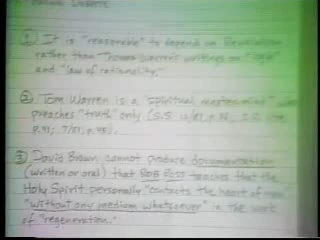 ① It is "reasonable" to depend on Revelation
rather than Thomas Warren's writings on "logic"
and "law of rationality."
② Tom Warren is a "spiritual mastermind" who
preaches "truth" only (S.S.
p. 91;
③ David Brown cannot produce documentation
(written or oral) that BOB ROSS teaches that the
Holy Spirit personally "contacts the heart of man
"without any medium whatsoever" in the work
of "regeneration."